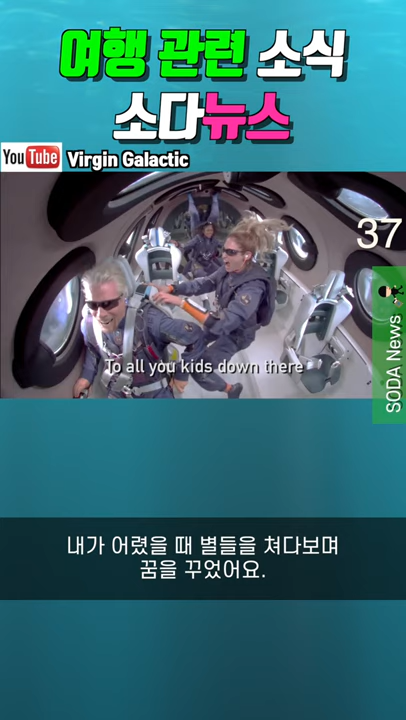 여행 관련 소식
소다뉴스
YouTube Virgin Galactic
37
SODA News
To all you kids down there
내가 어렸을 때 별들을 쳐다보며
꿈을 꾸었어요.